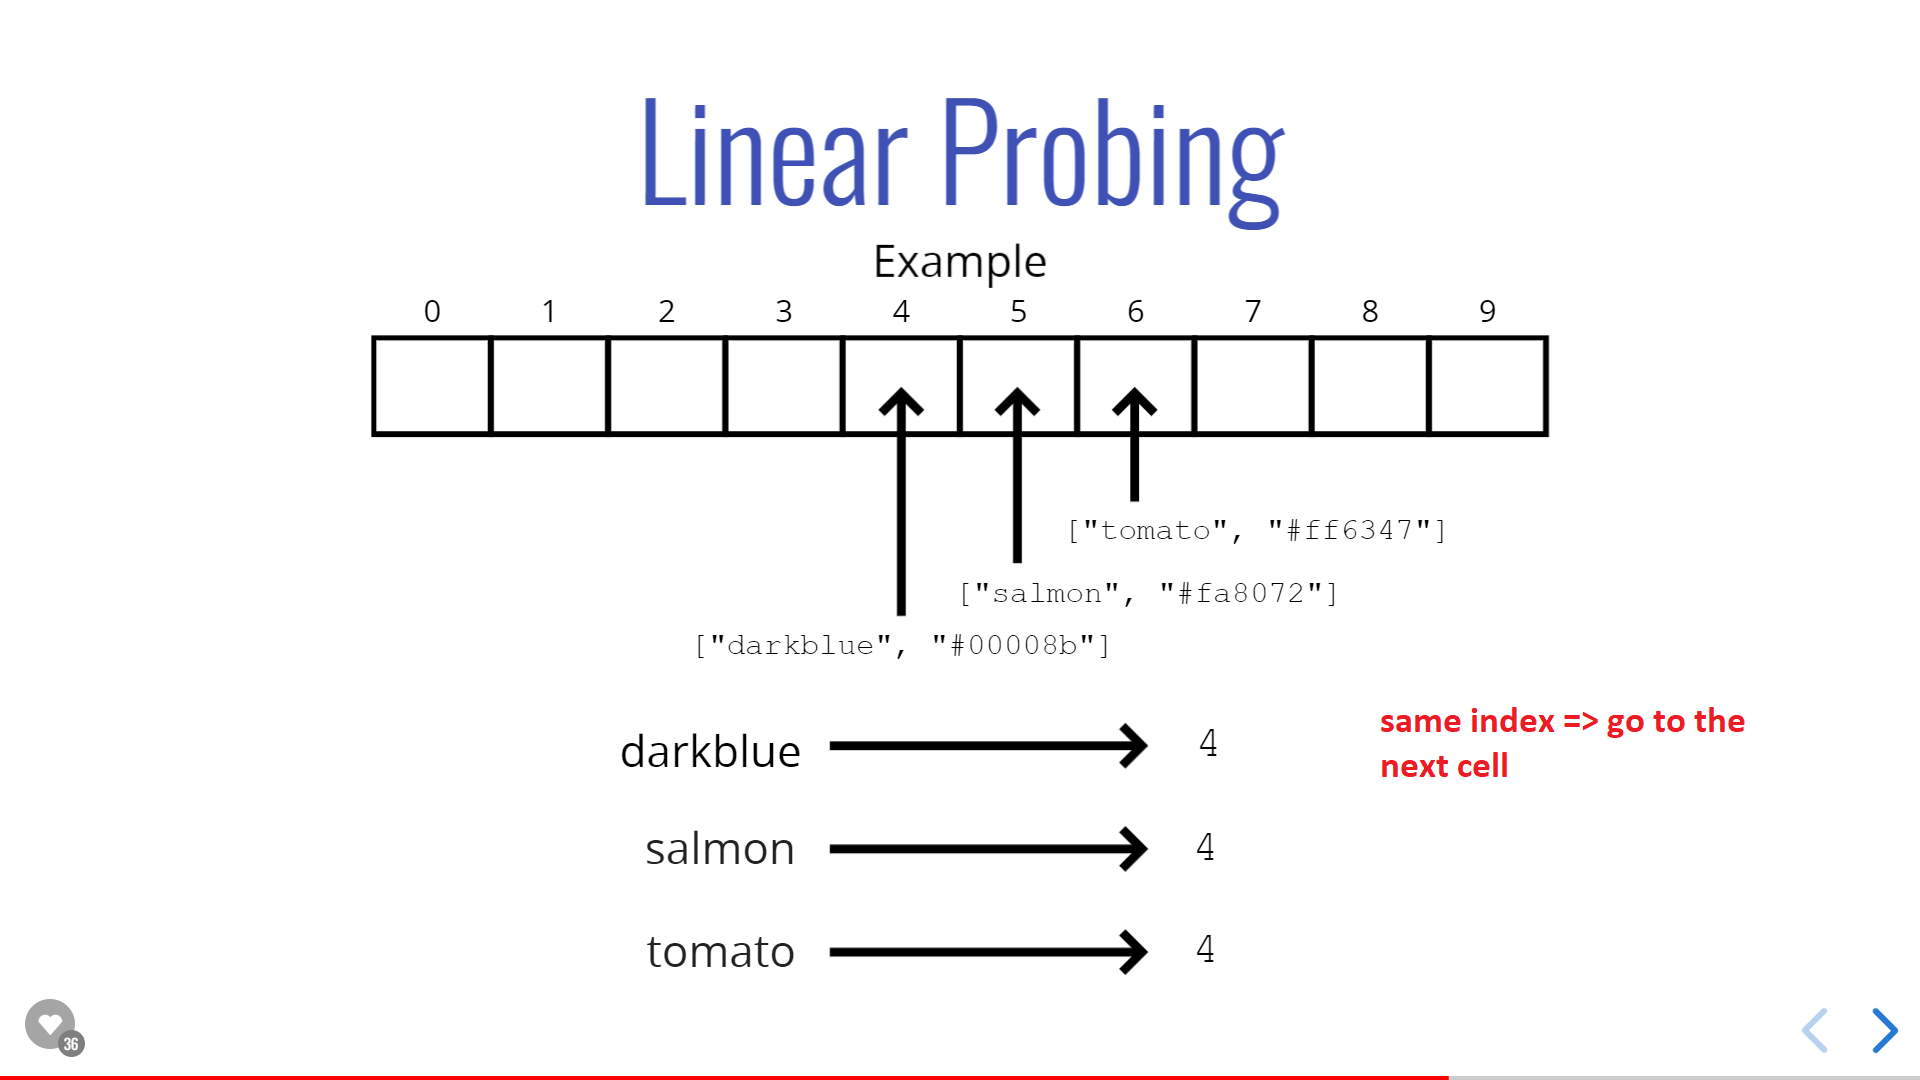 Linear Probing
Example
0 1 2 3 4 5 6 7 8 9
["tomato", "#ff6347"]
["salmon", "#fa8072"]
["darkblue", "#00008b"]
darkblue 4
same index => go to the
next cell
salmon 4
tomato 4
36